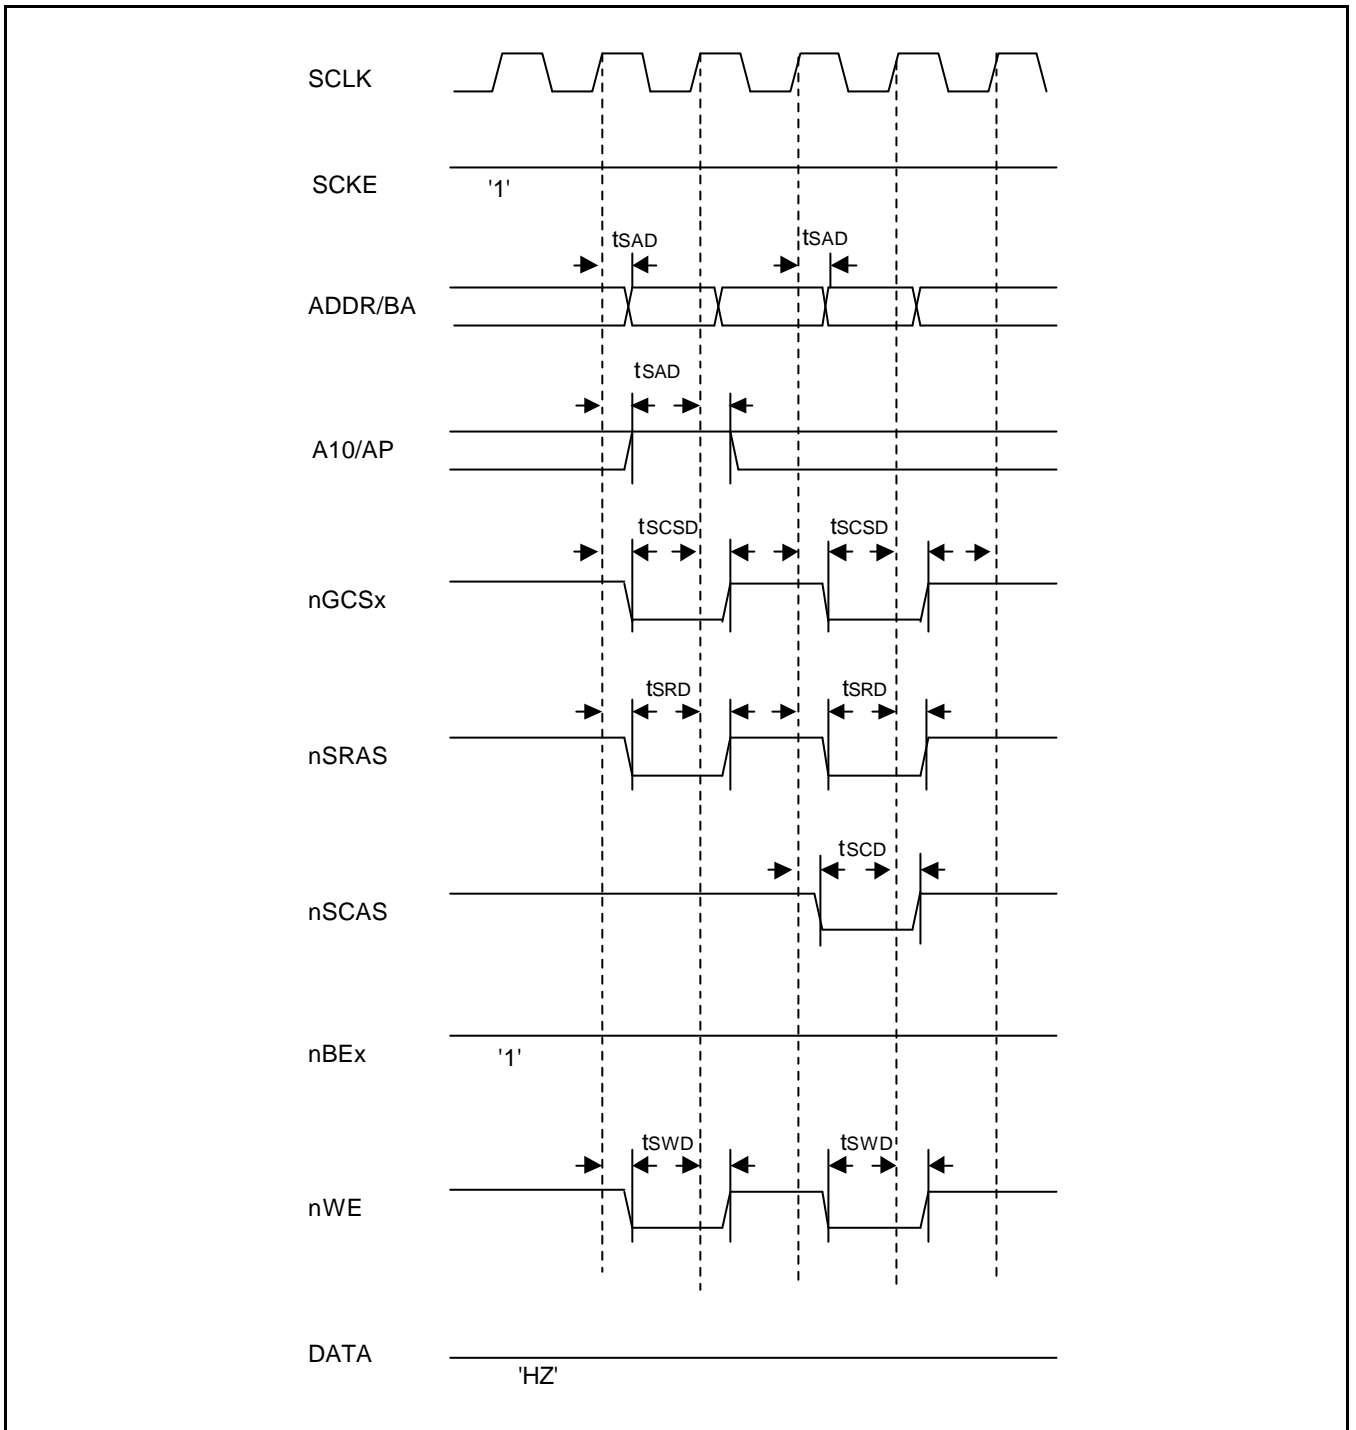 SCLK
SCKE
'1'
tSAD
tSAD
ADDR/BA
tSAD
A10/AP
tSCSD
tSCSD
nGCSx
tSRD
tSRD
nSRAS
tSCD
nSCAS
nBEx
'1'
tSWD
tSWD
nWE
DATA
'HZ'